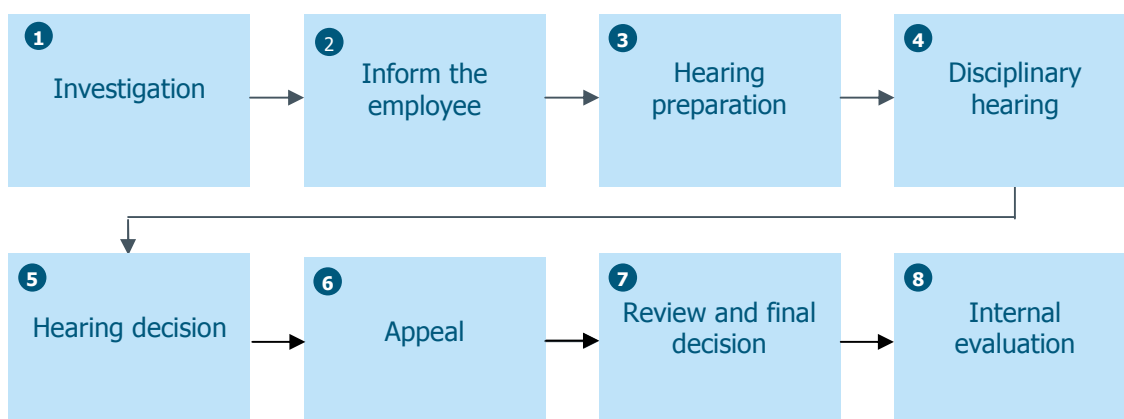 1
Investigation
2
Inform the
employee
3
Hearing
preparation
4
Disciplinary
hearing
5
Hearing decision
6
Appeal
7
Review and final
decision
8
Internal
evaluation